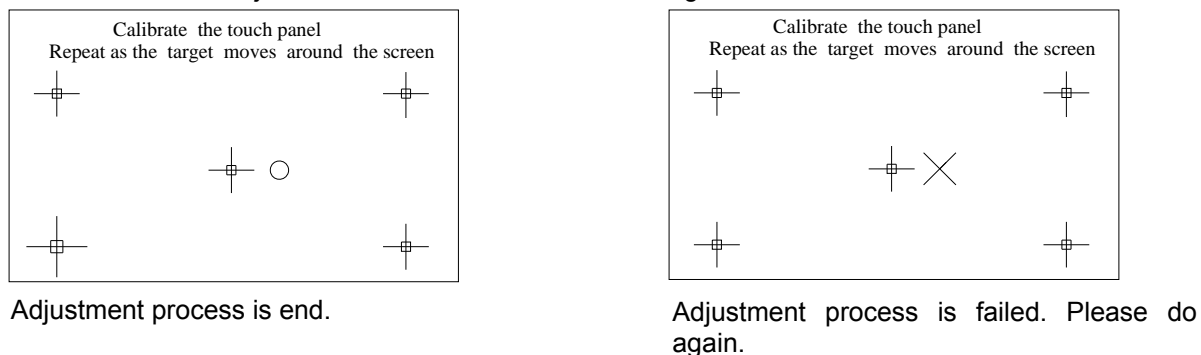 Calibrate the touch panel
Repeat as the target moves around the screen
Adjustment process is end.
Calibrate the touch panel
Repeat as the target moves around the screen
Adjustment process is failed. Please do
again.